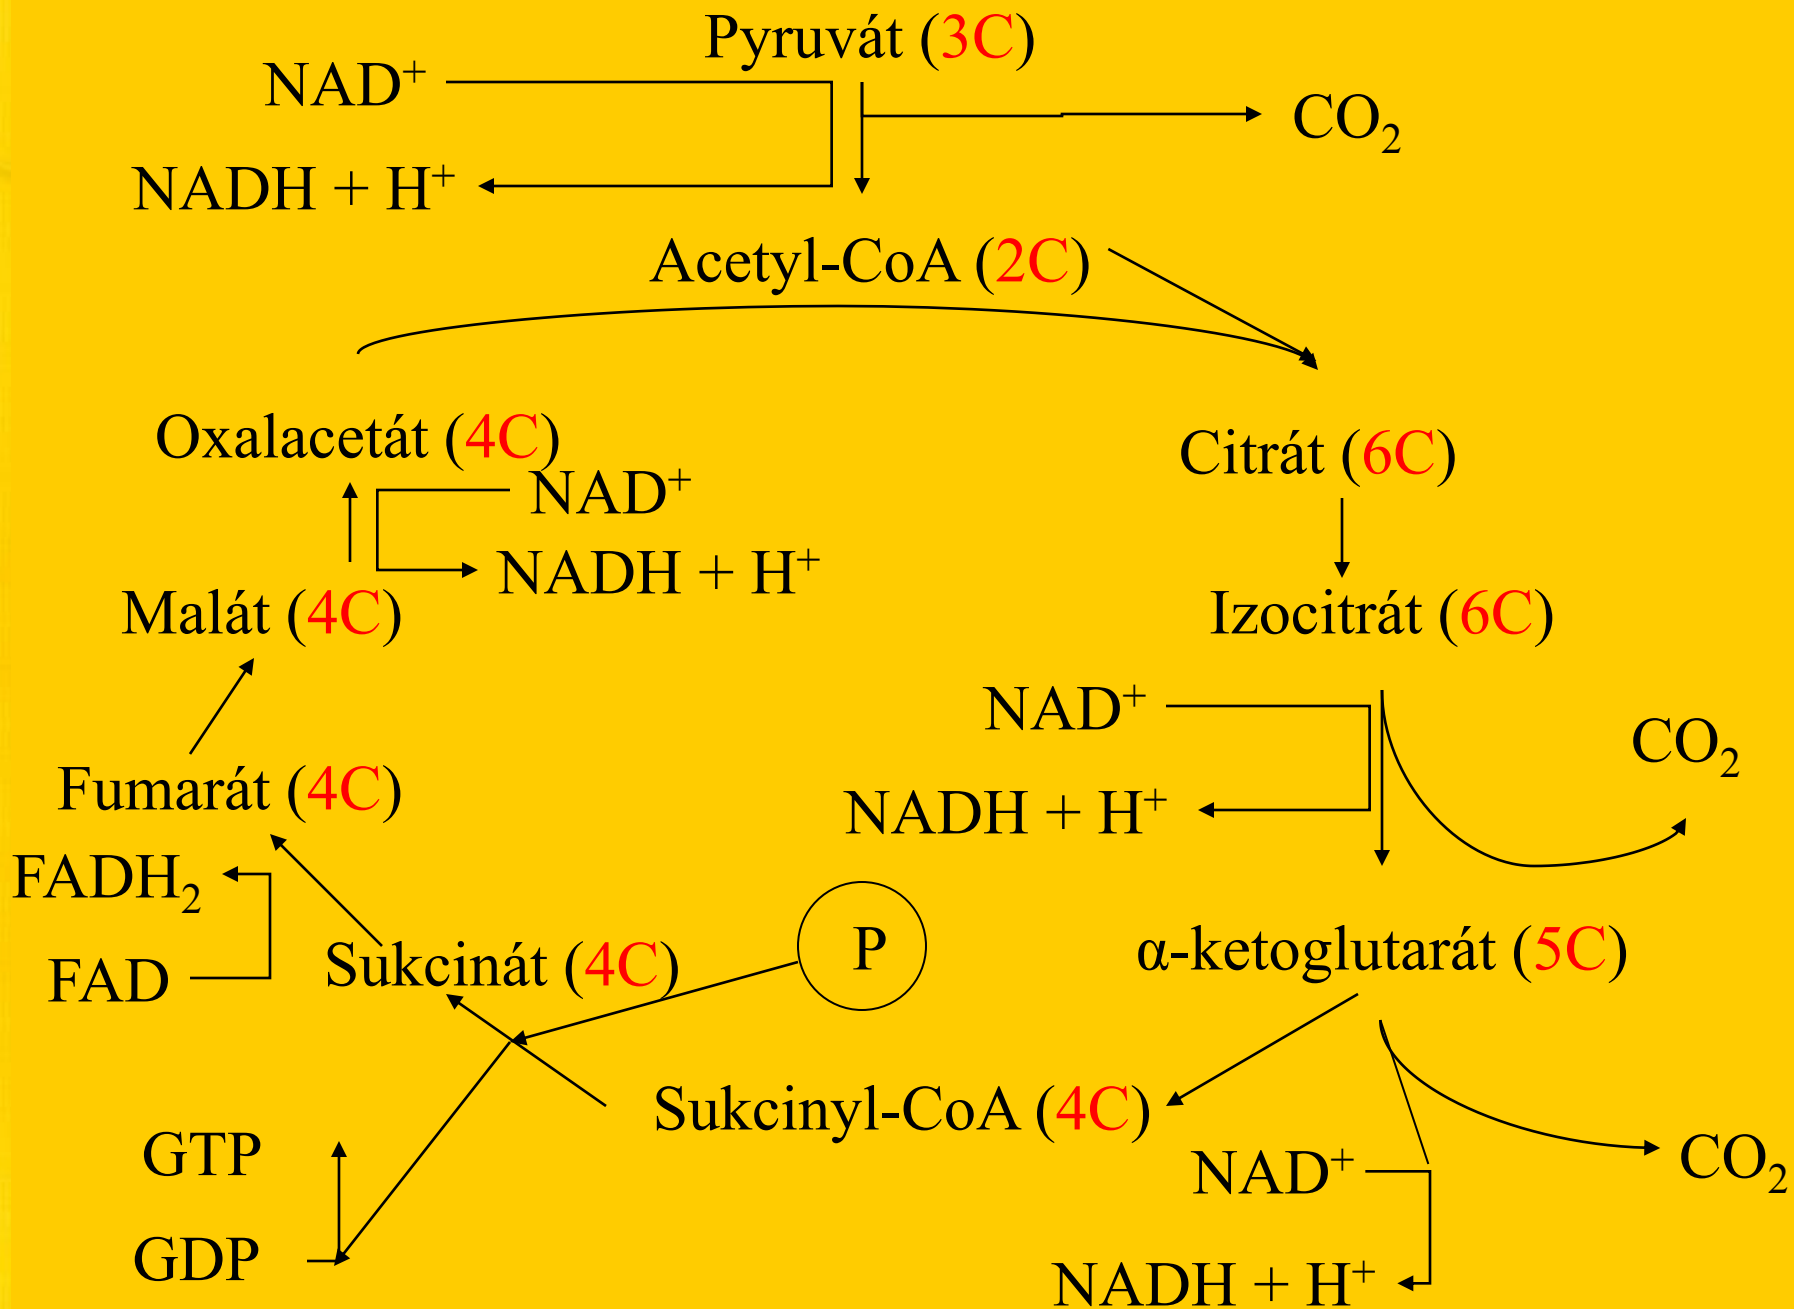 Pyruvát (3C)
NAD⁺
CO₂
NADH + H⁺
Acetyl-CoA (2C)
Oxalacetát (4C)
Citrát (6C)
NAD⁺
NADH + H⁺
Malát (4C)
Izocitrát (6C)
NAD⁺
CO₂
Fumarát (4C)
NADH + H⁺
FADH₂
P
α-ketoglutarát (5C)
Sukcinát (4C)
FAD
Sukcinyl-CoA (4C)
GTP
NAD⁺
CO₂
GDP
NADH + H⁺